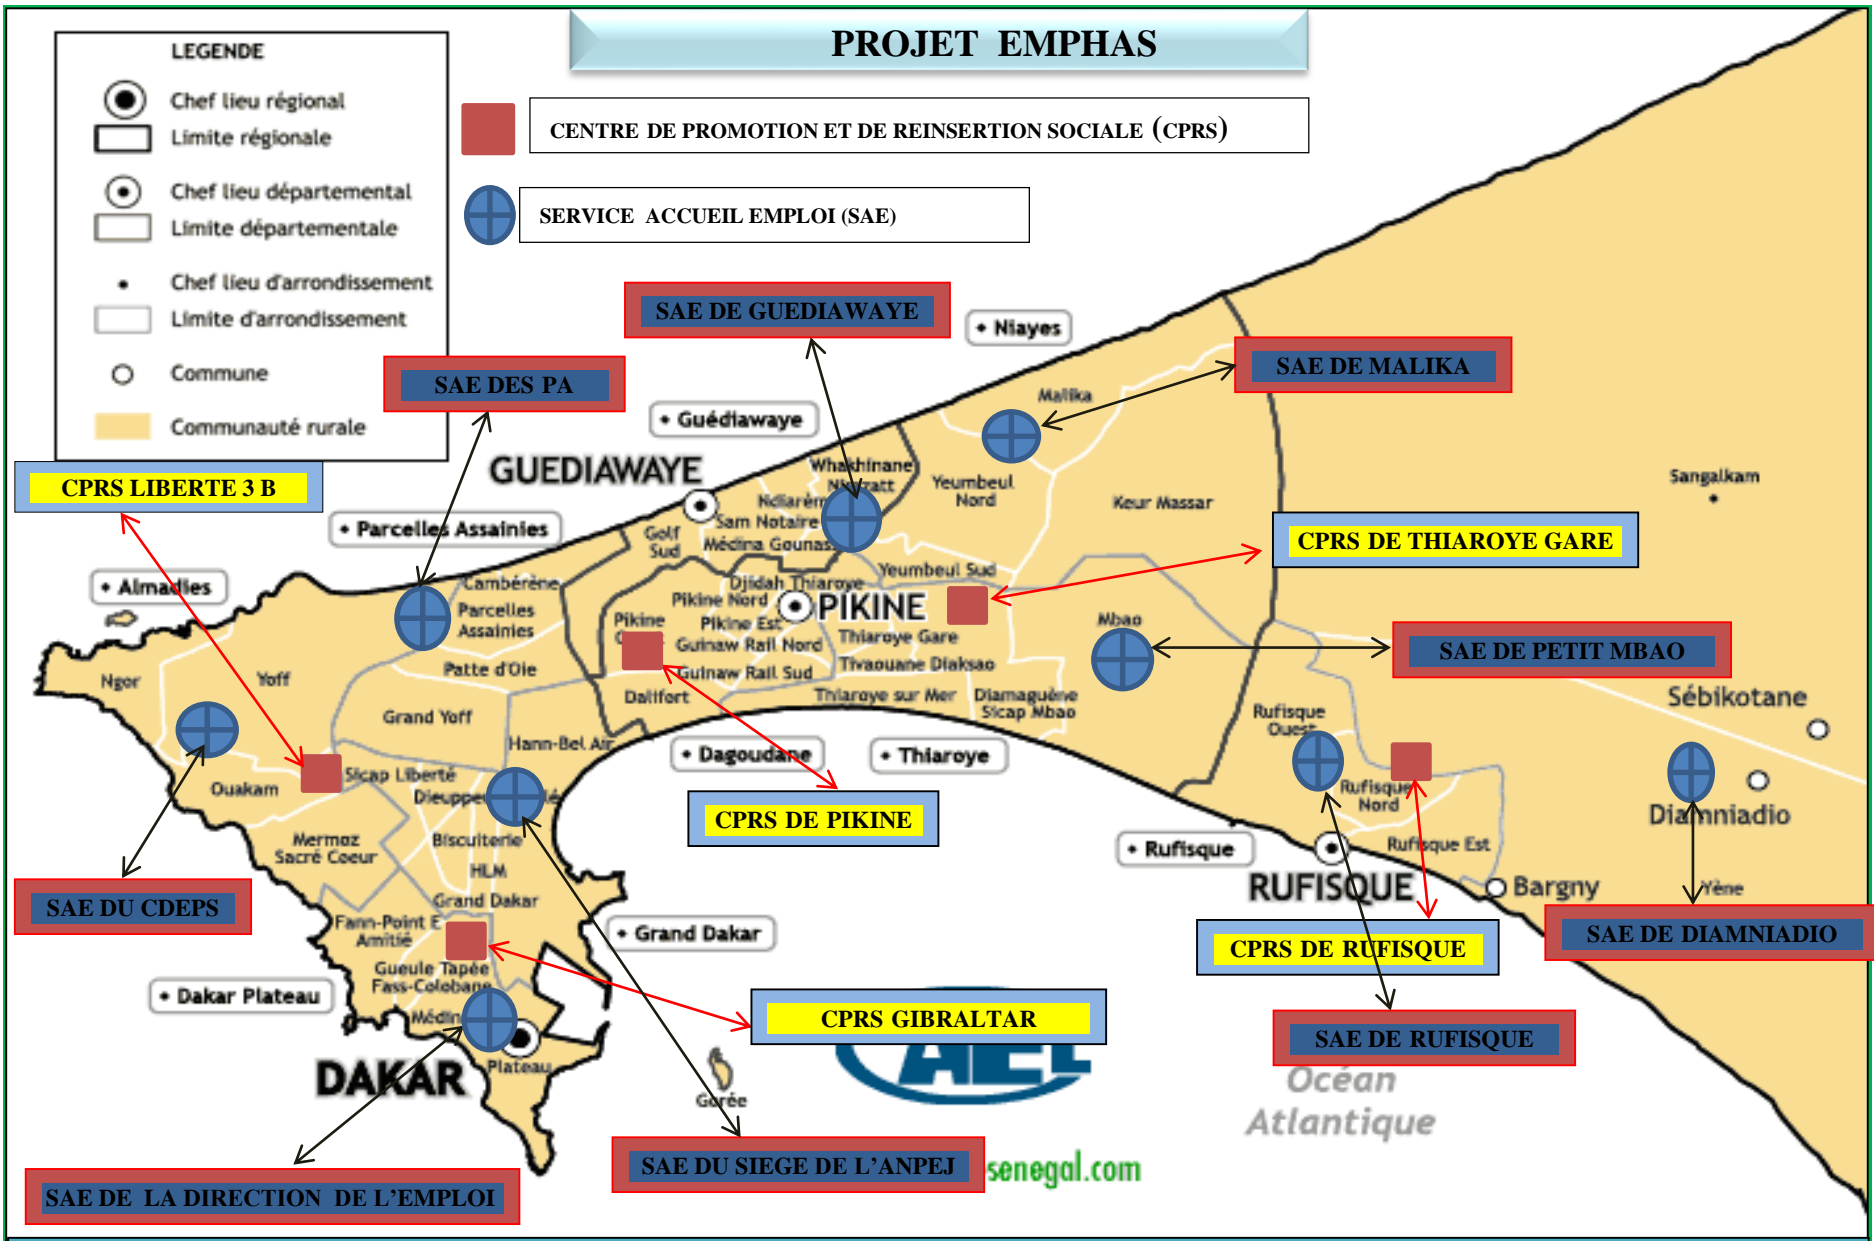 PROJET EMPHAS
LEGENDE
Chef lieu régional
Limite régionale
Chef lieu départemental
Limite départementale
Chef lieu d'arrondissement
Limite d'arrondissement
Commune
Communauté rurale
CENTRE DE PROMOTION ET DE REINSERTION SOCIALE (CPRS)
SERVICE ACCUEIL EMPLOI (SAE)
SAE DE GUEDIAWAYE
• Niayes
SAE DE MALIKA
SAE DES PA
Malika
• Guédiawaye
GUEDIAWAYE
Whakhinane
Yeumbeul
Nord
Keur Massar
Sangalkam
CPRS LIBERTE 3 B
• Parcelles Assainies
Golf
Sud
Sam Notaire
CPRS DE THIAROYE GARE
• Almadies
Cambérène
Parcelles
Assainies
Djidah Thiaroye
Yeumbeul Sud
Pikine Nord
PIKINE
Pikine
Pikine Est
Guinaw Rail Nord
Thiaroye Gare
Mbao
Patte d'Oie
Guinaw Rail Sud
Tivaouane Diaksao
SAE DE PETIT MBAO
Ngor
Yoff
Dalifort
Thiaroye sur Mer
Diamaguène
Sicap Mbao
Sébikotane
Grand Yoff
Hann-Bel Air
Rufisque
Ouest
• Dagoudane
• Thiaroye
Ouakam
Sicap Liberté
Rufisque
Nord
Diamniadio
CPRS DE PIKINE
Mermoz
Sacré Coeur
Biscuiterie
HLM
• Rufisque
Rufisque Est
RUFISQUE
Bargny
Yène
SAE DU CDEPS
Grand Dakar
Fann-Point E
Amitié
• Grand Dakar
CPRS DE RUFISQUE
SAE DE DIAMNIADIO
Gueule Tapée
Fass-Colobane
• Dakar Plateau
CPRS GIBRALTAR
SAE DE RUFISQUE
DAKAR
Plateau
Gorée
Océan
Atlantique
SAE DU SIEGE DE L'ANPEJ
senegal.com
SAE DE LA DIRECTION DE L'EMPLOI